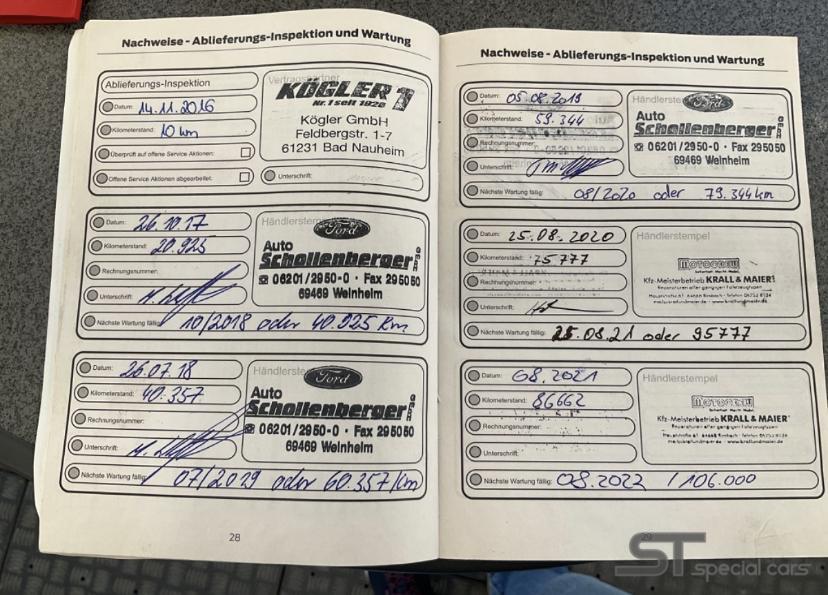 Nachweise - Ablieferungs-Inspektion und Wartung
Ablieferungs-Inspektion
Datum: 14.11.2016
Kilometerstand: 10 km
Überprüft auf offene Service Aktionen:
Offene Service Aktionen abgearbeitet:
Vertragspartner
KÖGLER 1
Nr. 1 seit 1920
Kögler GmbH
Feldbergstr. 1-7
61231 Bad Nauheim
Unterschrift:
Datum: 26.10.17
Kilometerstand: 20.925
Rechnungsnummer:
Unterschrift:
Händlerstempel
Ford
Auto
Schollenberger GmbH
☎ 06201/2950-0 · Fax 295050
69469 Weinheim
Nächste Wartung fällig: 10/2018 oder 40.925 km
Datum: 26.07.18
Kilometerstand: 40.357
Rechnungsnummer:
Unterschrift:
Händlerstempel
Ford
Auto
Schollenberger GmbH
☎ 06201/2950-0 · Fax 295050
69469 Weinheim
Nächste Wartung fällig: 07/2019 oder 60.357/km
28
Nachweise - Ablieferungs-Inspektion und Wartung
Datum: 05.08.2019
Kilometerstand: 59.344
Rechnungsnummer:
Unterschrift:
Händlerstempel
Ford
Auto
Schollenberger GmbH
☎ 06201/2950-0 · Fax 295050
69469 Weinheim
Nächste Wartung fällig: 08/2020 oder 79.344 km
Datum: 25.08.2020
Kilometerstand: 75777
Rechnungsnummer:
Unterschrift:
Händlerstempel
Kfz-Meisterbetrieb KRALL & MAIER
Nächste Wartung fällig: 25.08.21 oder 95777
Datum: 08.2021
Kilometerstand: 86662
Rechnungsnummer:
Unterschrift:
Händlerstempel
Kfz-Meisterbetrieb KRALL & MAIER
Nächste Wartung fällig: 08.2022 /106.000
29
ST special cars